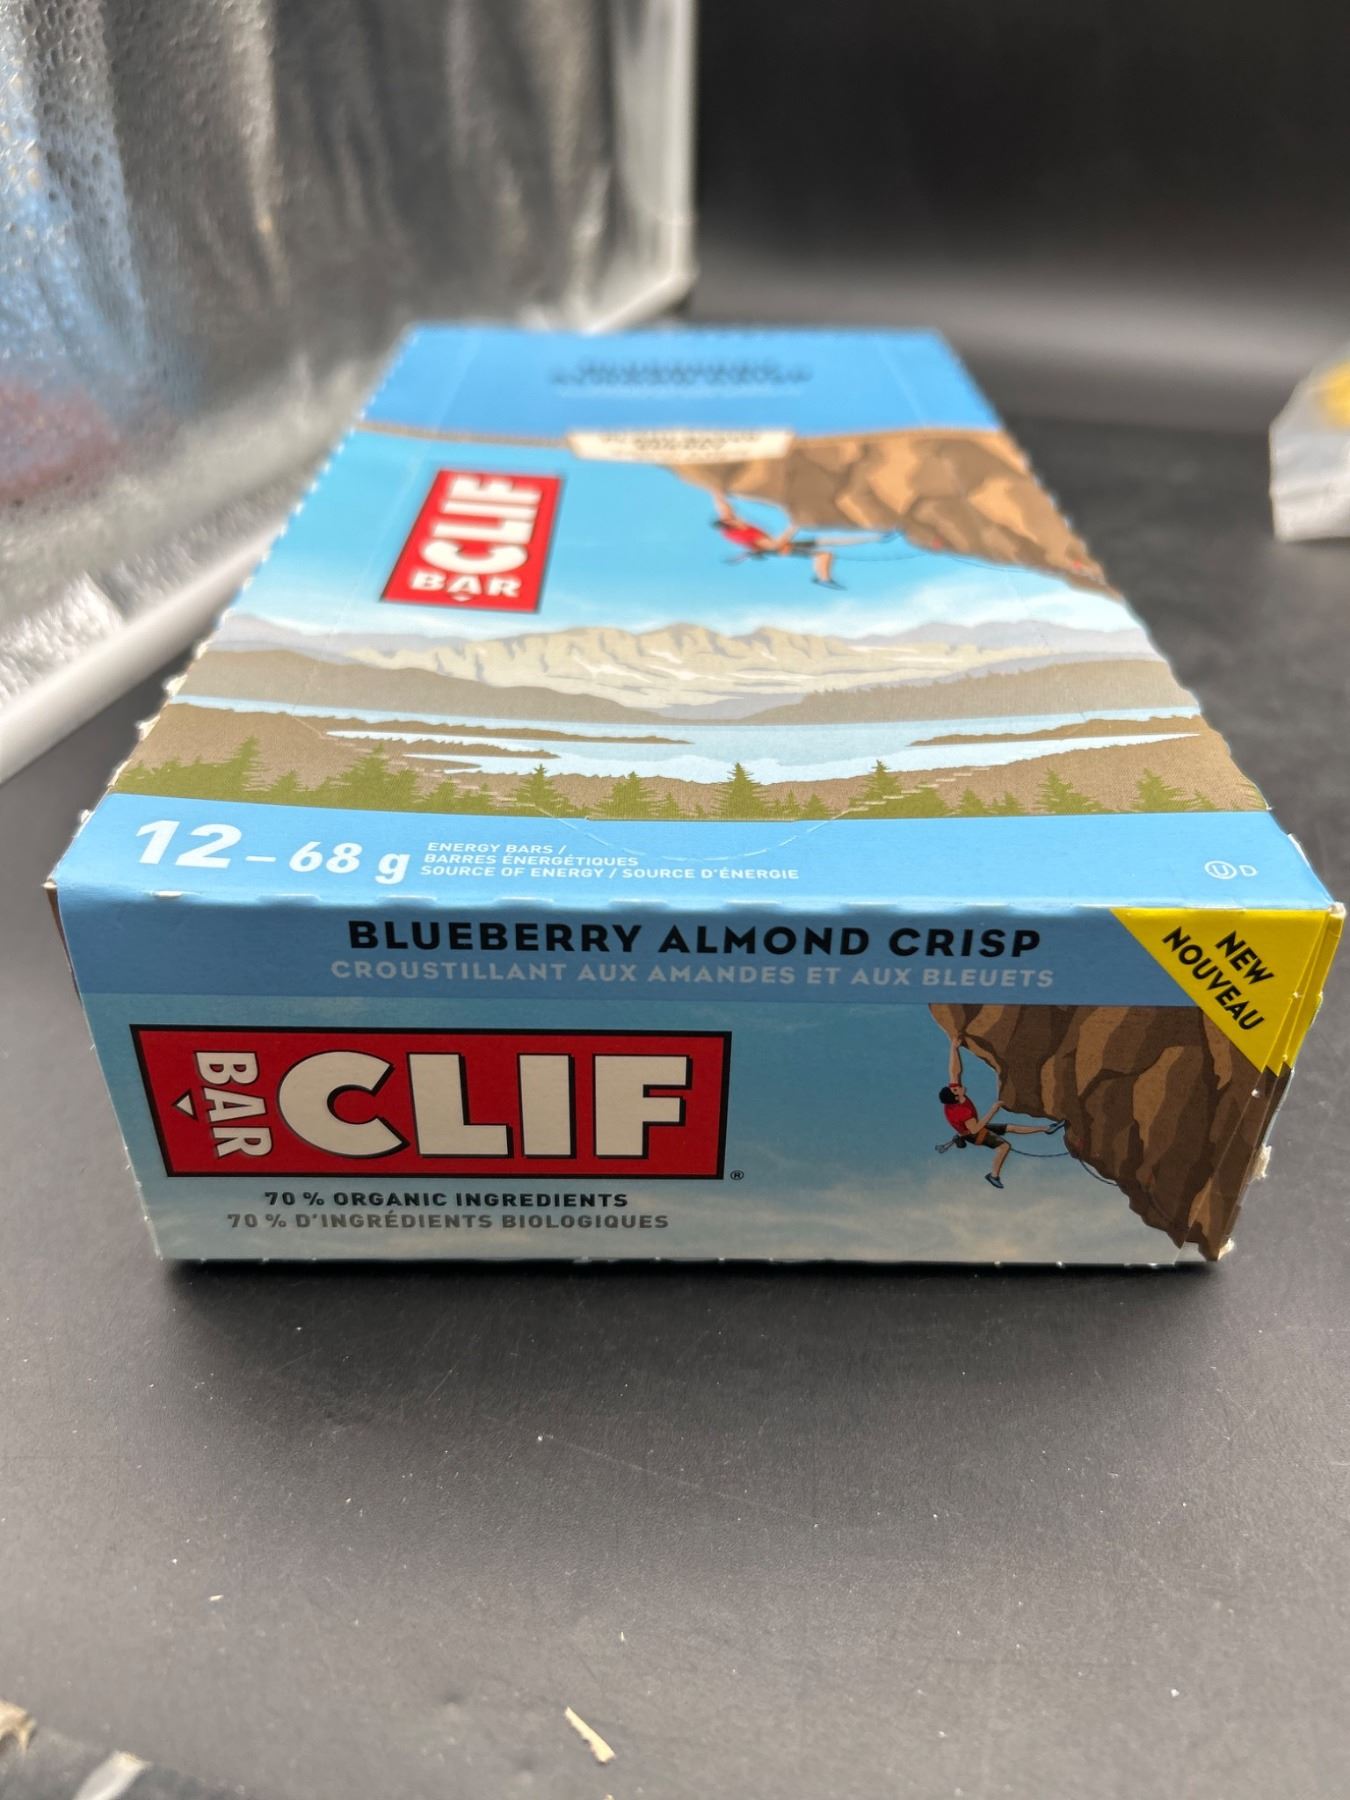 CLIF
BAR
12-68 g
ENERGY BARS /
BARRES ÉNERGÉTIQUES
SOURCE OF ENERGY / SOURCE D'ÉNERGIE
U D
BLUEBERRY ALMOND CRISP
CROUSTILLANT AUX AMANDES ET AUX BLEUETS
NEW
NOUVEAU
BAR CLIF®
70 % ORGANIC INGREDIENTS
70 % D'INGRÉDIENTS BIOLOGIQUES